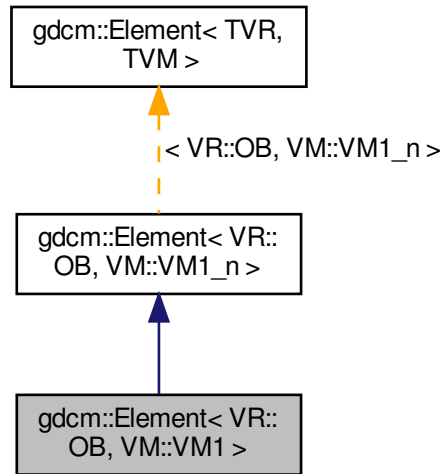 gdcm::Element< TVR,
TVM >
< VR::OB, VM::VM1_n >
gdcm::Element< VR::
OB, VM::VM1_n >
gdcm::Element< VR::
OB, VM::VM1 >